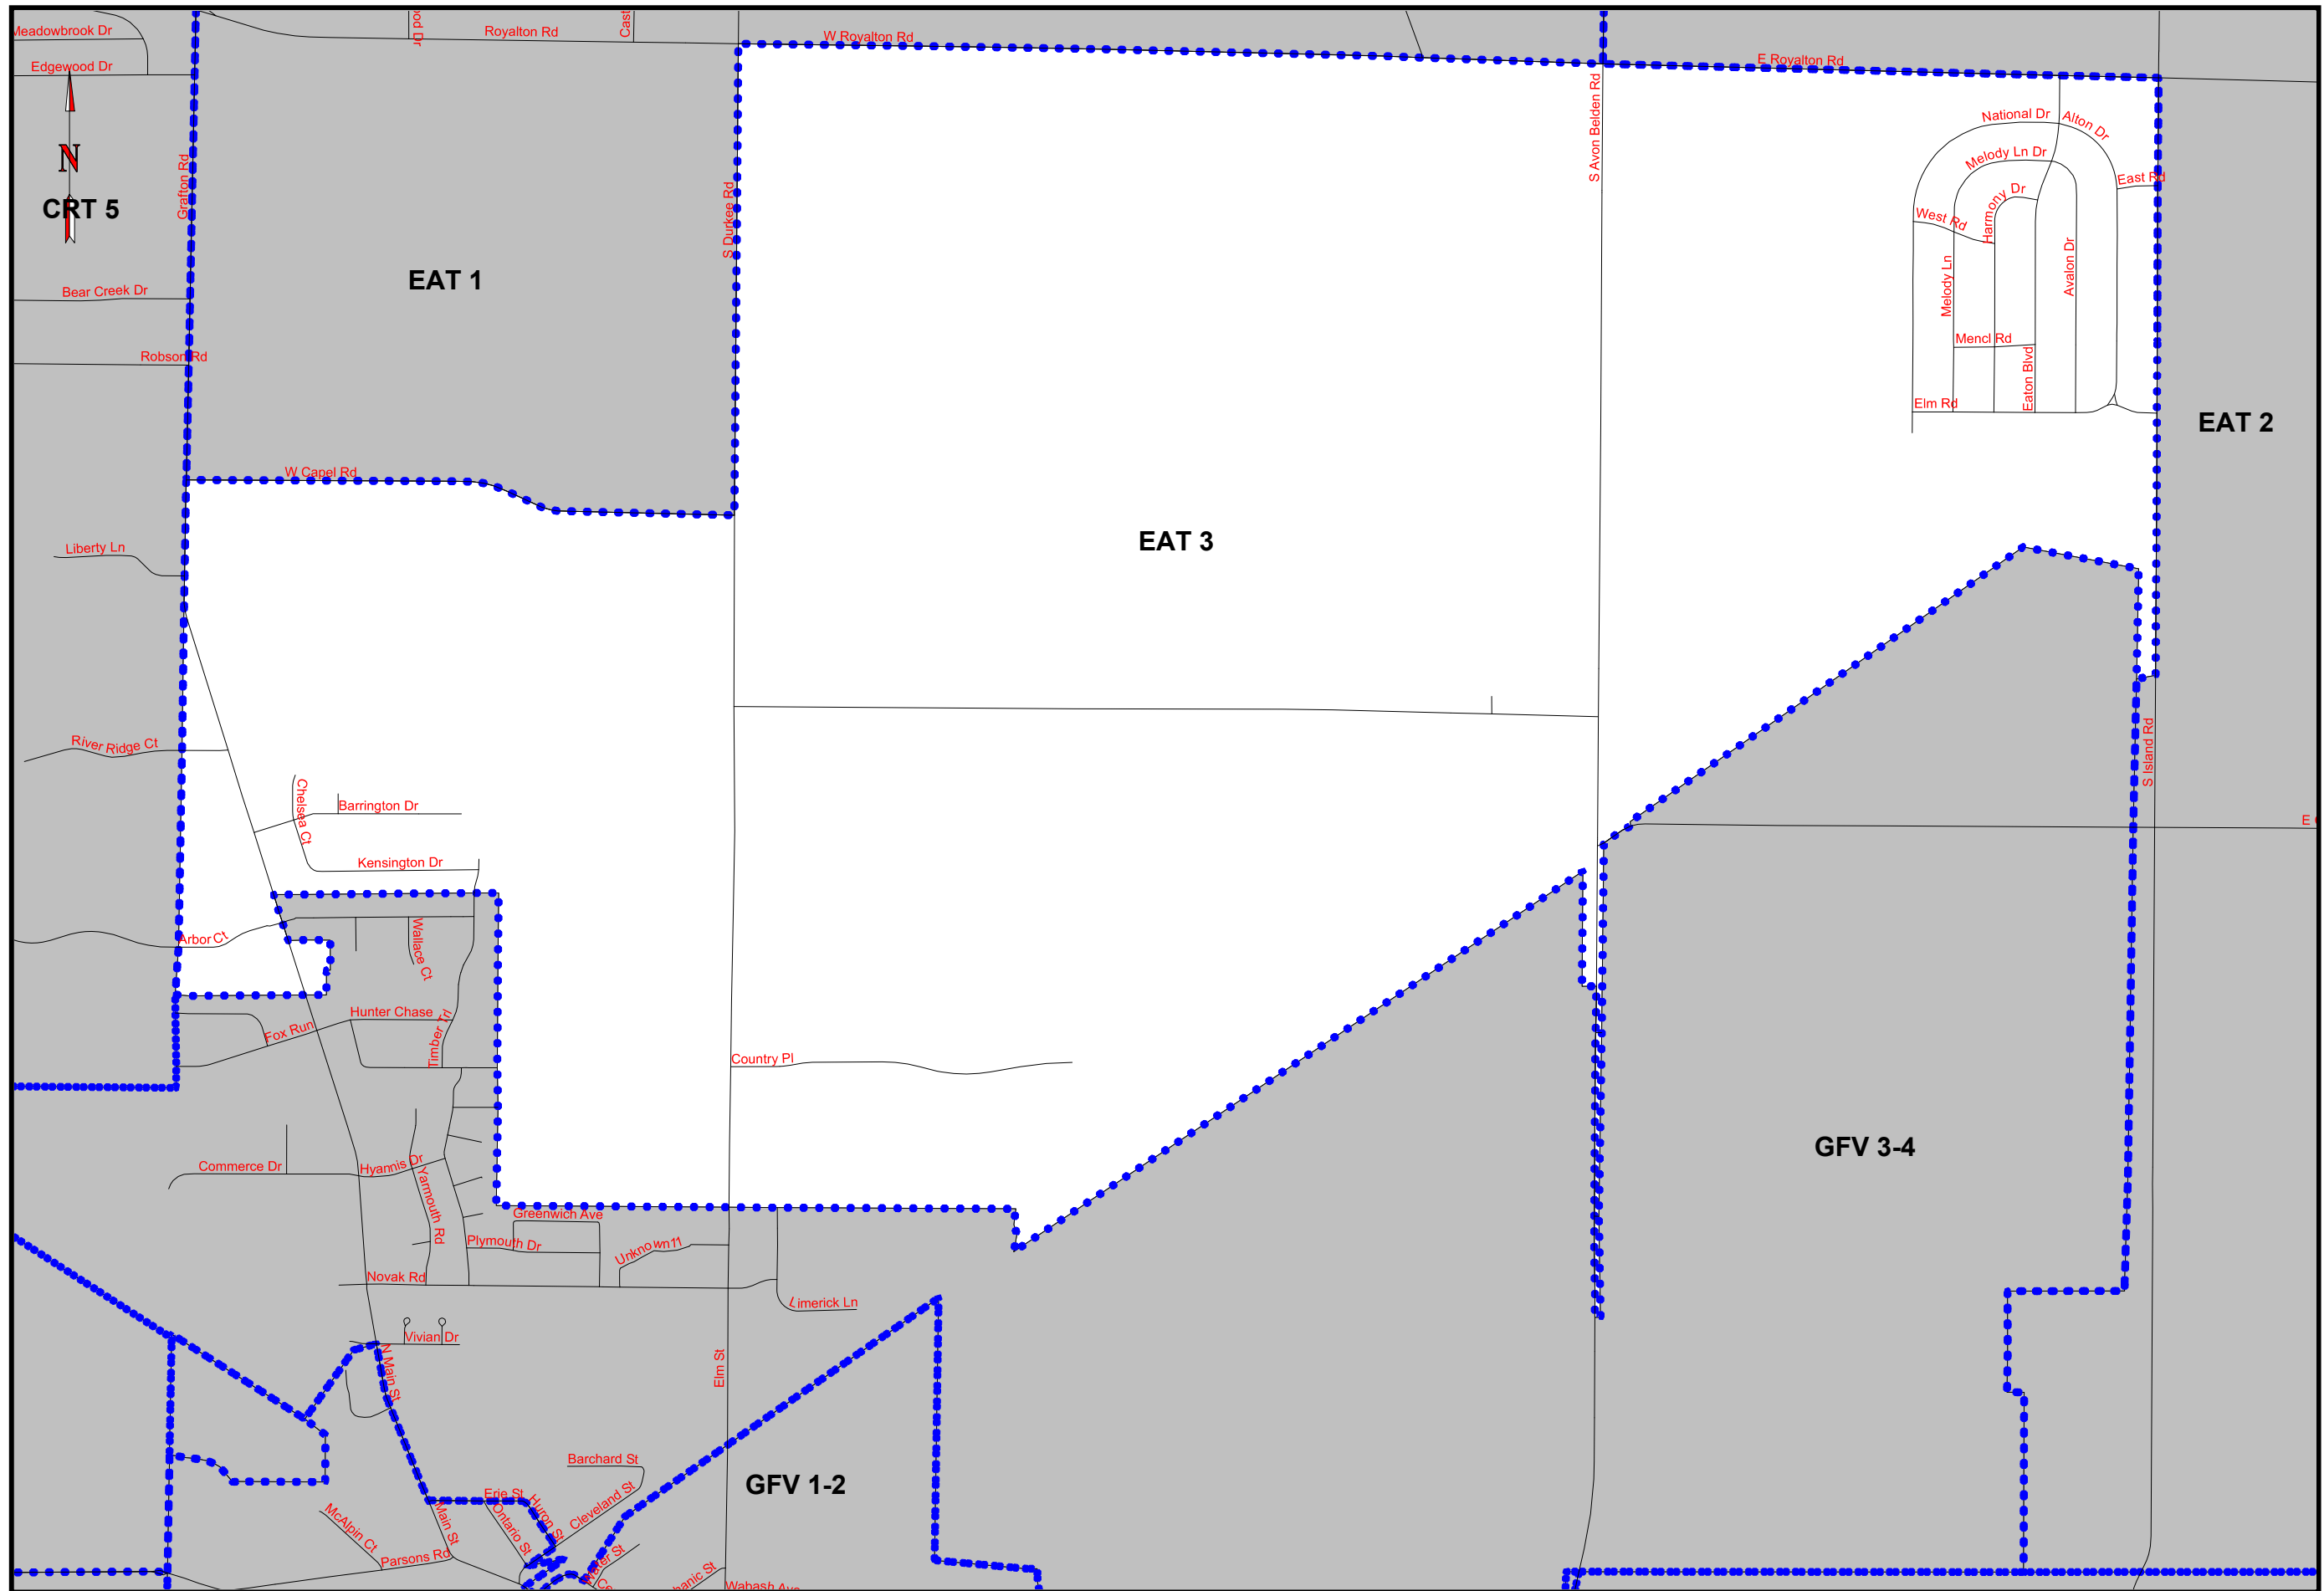 Meadowbrook Dr
Royalton Rd
W Royalton Rd
E Royalton Rd
Edgewood Dr
N
CRT 5
Grafton Rd
S Durkee Rd
S Avon Belden Rd
National Dr
Alton Dr
Melody Ln Dr
East Rd
Harmony Dr
West Rd
Melody Ln
Avalon Dr
EAT 1
Bear Creek Dr
Mencl Rd
Robson Rd
Eaton Blvd
Elm Rd
EAT 2
W Capel Rd
EAT 3
Liberty Ln
River Ridge Ct
S Island Rd
Chelsea Ct
Barrington Dr
Kensington Dr
Arbor Ct
Wallace Ct
Hunter Chase
Fox Run
Timber Trl
Country Pl
GFV 3-4
Commerce Dr
Hyannis Dr
Yarmouth Rd
Greenwich Ave
Plymouth Dr
Unknown11
Novak Rd
Limerick Ln
Vivian Dr
N Main St
Elm St
Barchard St
GFV 1-2
Erie St
Huron St
Cleveland St
Ontario St
McAlpin Ct
Main St
Parsons Rd
Water St
Wabash Ave